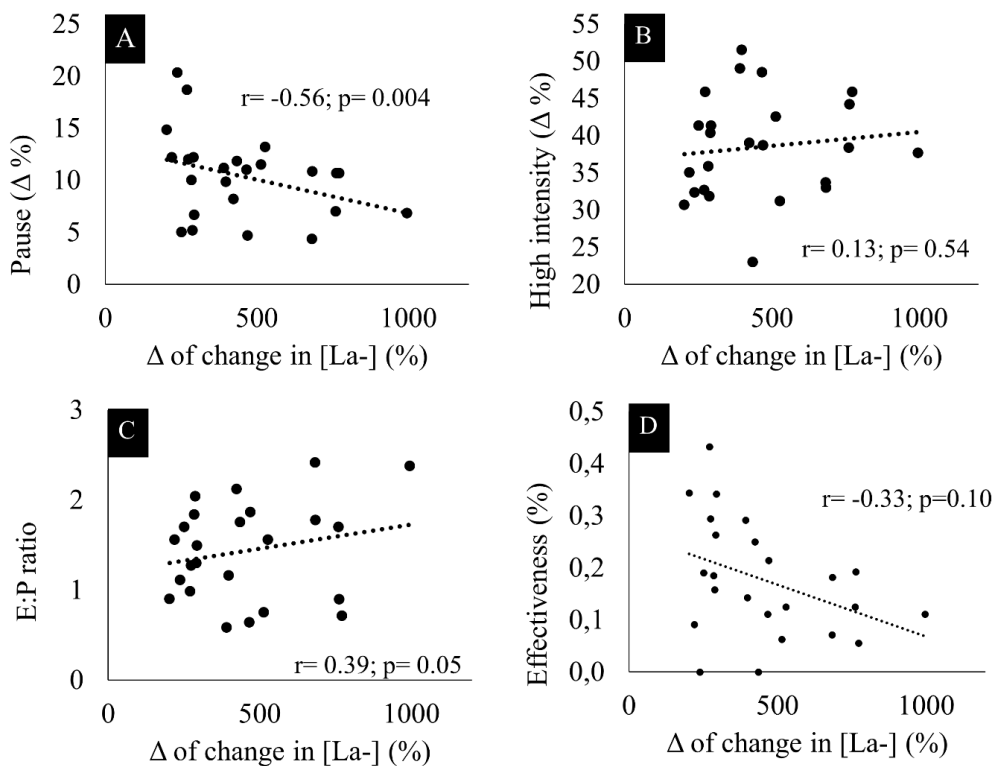 A
25
20
15
10
5
0
Pause (Δ %)
r= -0.56; p= 0.004
0 500 1000
Δ of change in [La-] (%)
B
55
50
45
40
35
30
25
20
High intensity (Δ %)
r= 0.13; p= 0.54
0 500 1000
Δ of change in [La-] (%)
C
3
2
1
0
E:P ratio
r= 0.39; p= 0.05
0 500 1000
Δ of change in [La-] (%)
D
0,5
0,4
0,3
0,2
0,1
0,0
Effectiveness (%)
r= -0.33; p=0.10
0 500 1000
Δ of change in [La-] (%)